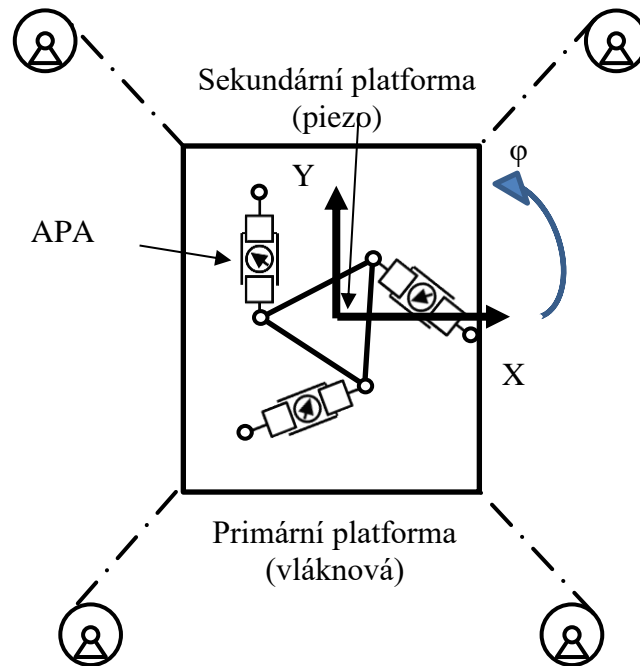 Sekundární platforma
(piezo)
φ
Y
APA
X
Primární platforma
(vláknová)